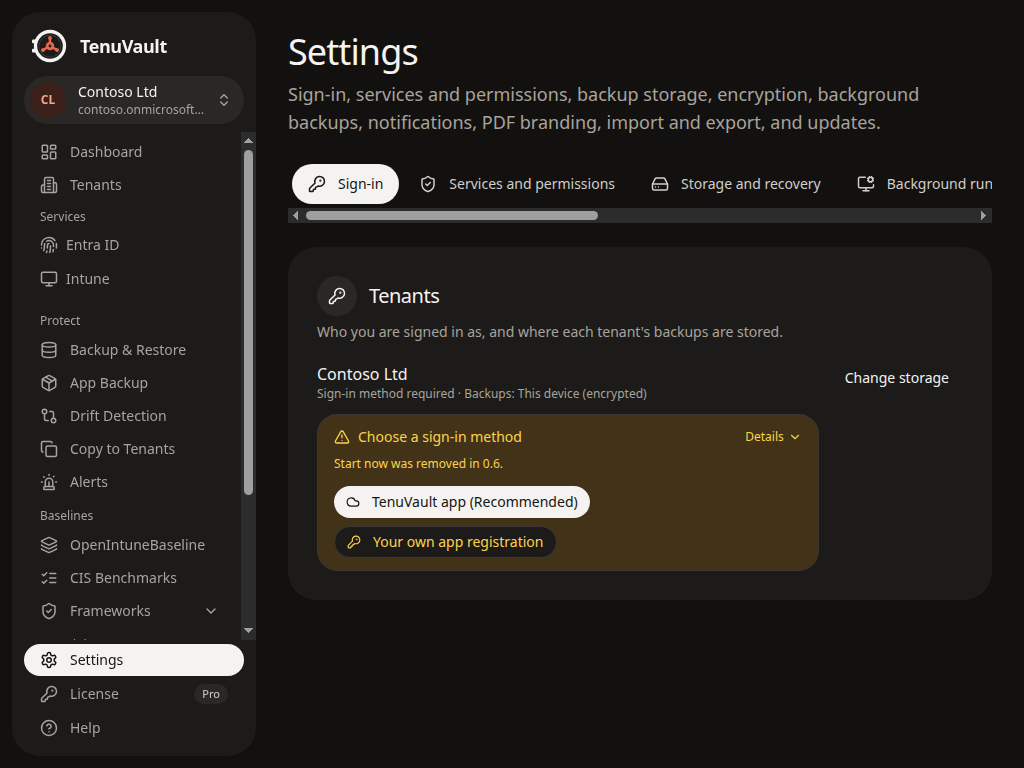 TenuVault
CL
Contoso Ltd
contoso.onmicrosoft...
Dashboard
Tenants
Services
Entra ID
Intune
Protect
Backup & Restore
App Backup
Drift Detection
Copy to Tenants
Alerts
Baselines
OpenIntuneBaseline
CIS Benchmarks
Frameworks
Settings
License
Pro
Help
Settings
Sign-in, services and permissions, backup storage, encryption, background
backups, notifications, PDF branding, import and export, and updates.
Sign-in
Services and permissions
Storage and recovery
Background run
Tenants
Who you are signed in as, and where each tenant's backups are stored.
Contoso Ltd
Sign-in method required · Backups: This device (encrypted)
Change storage
Choose a sign-in method
Details
Start now was removed in 0.6.
TenuVault app (Recommended)
Your own app registration